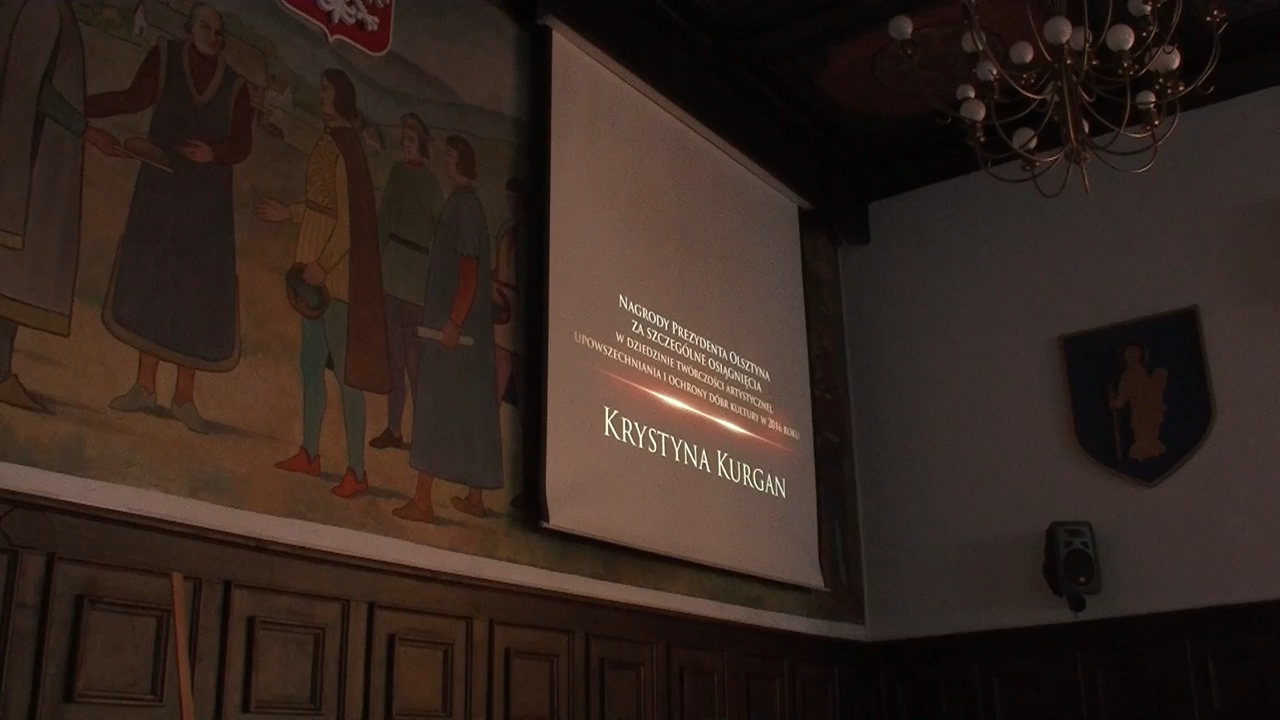 NAGRODY PREZYDENTA OLSZTYNA
ZA SZCZEGÓLNE OSIĄGNIĘCIA
W DZIEDZINIE TWÓRCZOŚCI ARTYSTYCZNEJ,
UPOWSZECHNIANIA I OCHRONY DÓBR KULTURY W 2016 ROKU
KRYSTYNA KURGAN